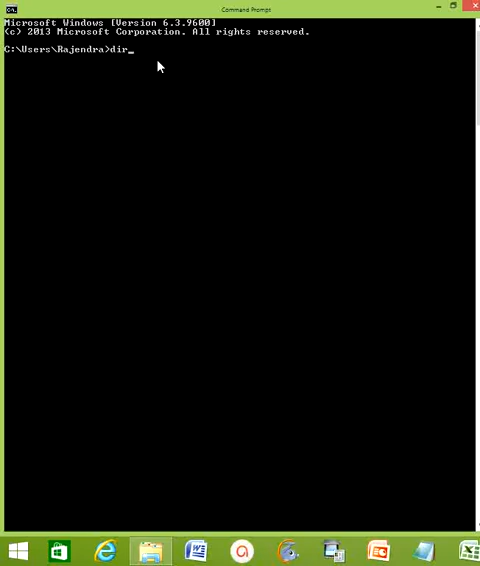 Command Prompt
Microsoft Windows [Version 6.3.9600]
(c) 2013 Microsoft Corporation. All rights reserved.
C:\Users\Rajendra>dir_